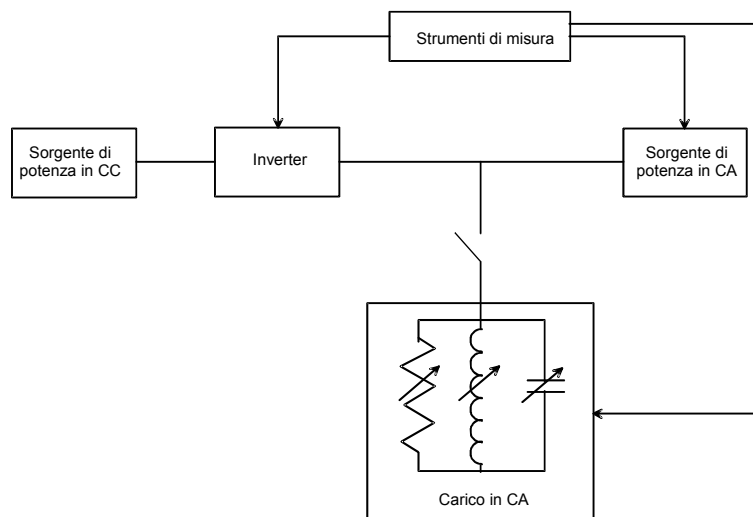 Strumenti di misura
Sorgente di
potenza in CC
Inverter
Sorgente di
potenza in CA
Carico in CA